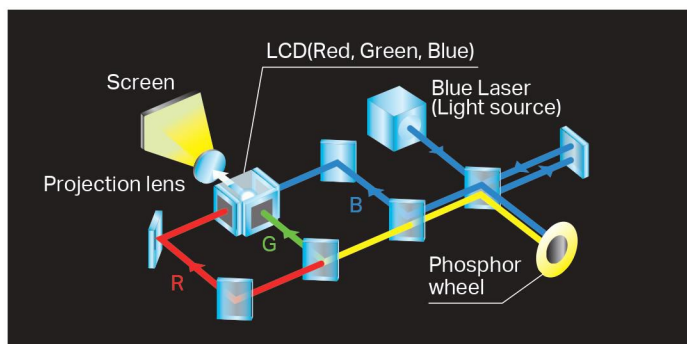 LCD(Red, Green, Blue)
Screen
Blue Laser
(Light source)
Projection lens
B
G
R
Phosphor
wheel